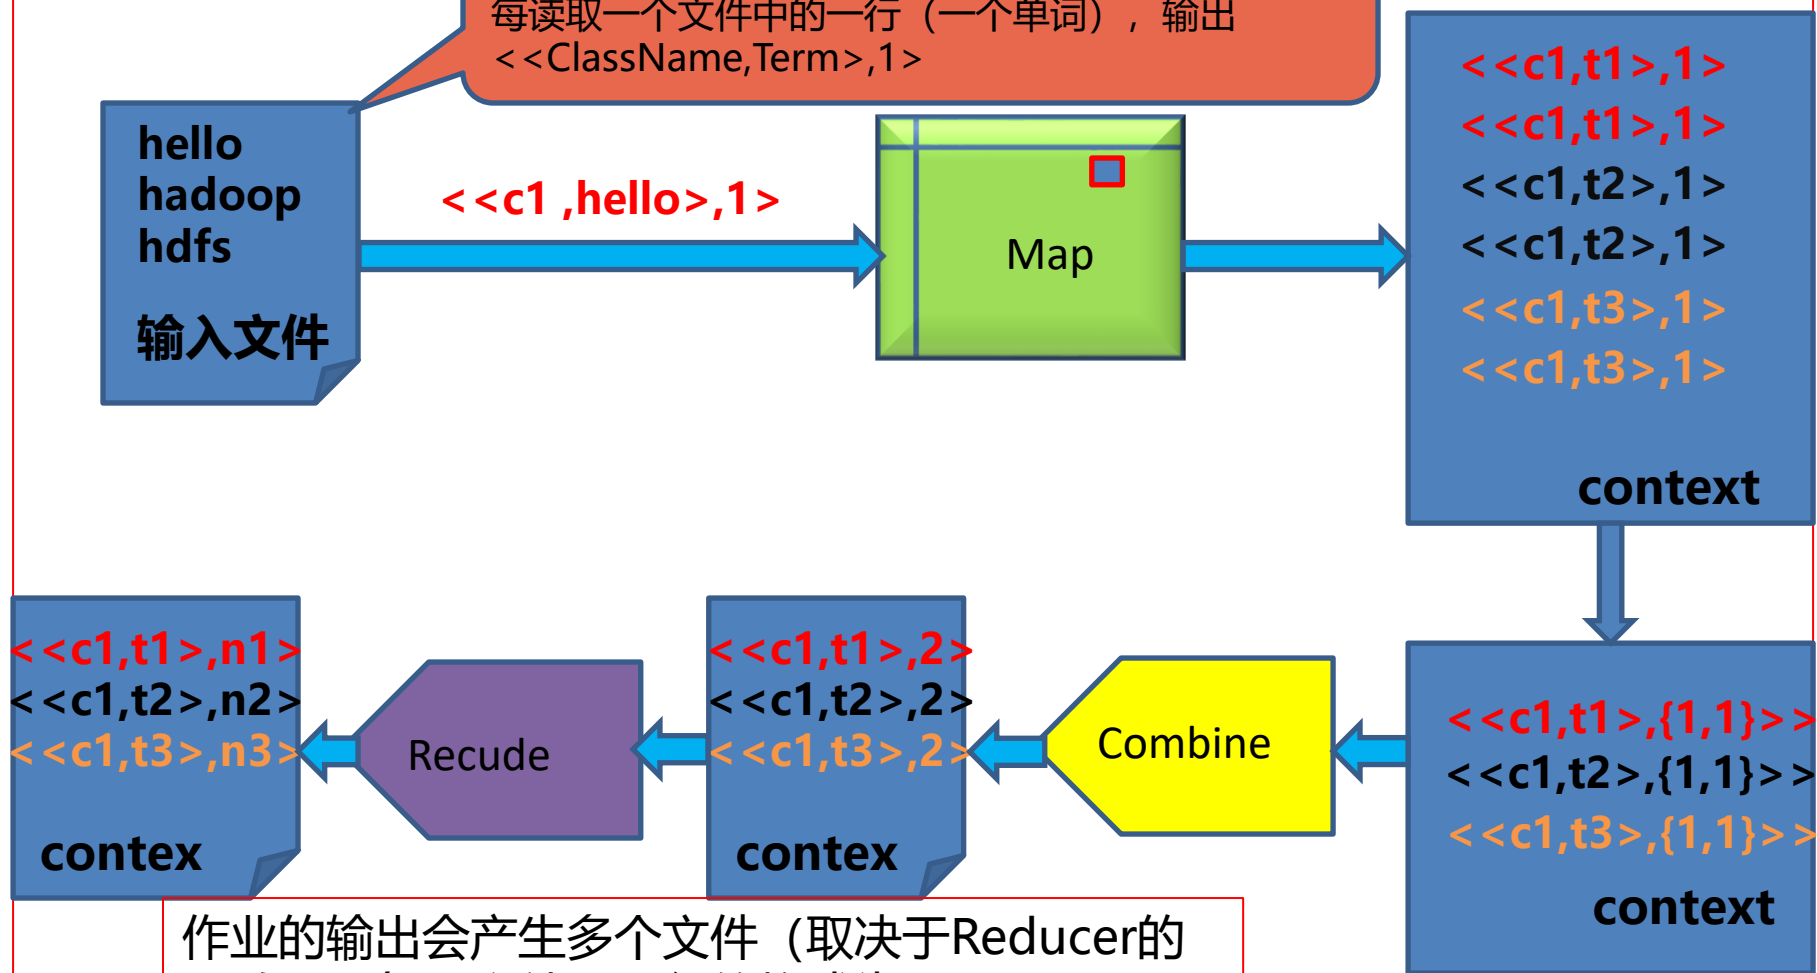 每读取一个文件中的一行（一个单词），输出
<<ClassName,Term>,1>
hello
hadoop
hdfs
输入文件
<<c1 ,hello>,1>
Map
<<c1,t1>,1>
<<c1,t1>,1>
<<c1,t2>,1>
<<c1,t2>,1>
<<c1,t3>,1>
<<c1,t3>,1>
context
<<c1,t1>,{1,1}>>
<<c1,t2>,{1,1}>>
<<c1,t3>,{1,1}>>
context
Combine
<<c1,t1>,2>
<<c1,t2>,2>
<<c1,t3>,2>
contex
Recude
<<c1,t1>,n1>
<<c1,t2>,n2>
<<c1,t3>,n3>
contex
作业的输出会产生多个文件（取决于Reducer的